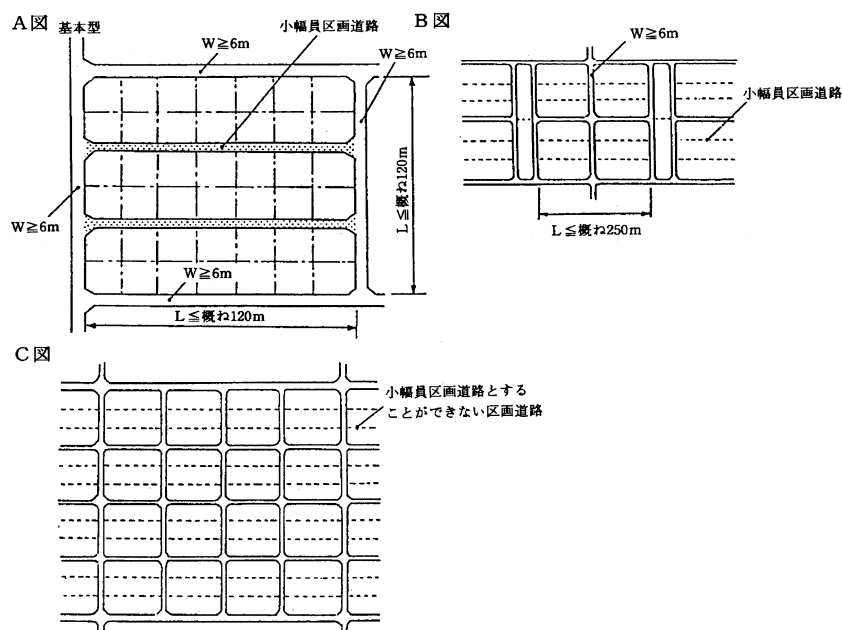 A図 基本型
W≧6m
小幅員区画道路
W≧6m
W≧6m
W≧6m
L≦概ね120m
L≦概ね120m
B図
W≧6m
小幅員区画道路
L≦概ね250m
C図
小幅員区画道路とする
ことができない区画道路